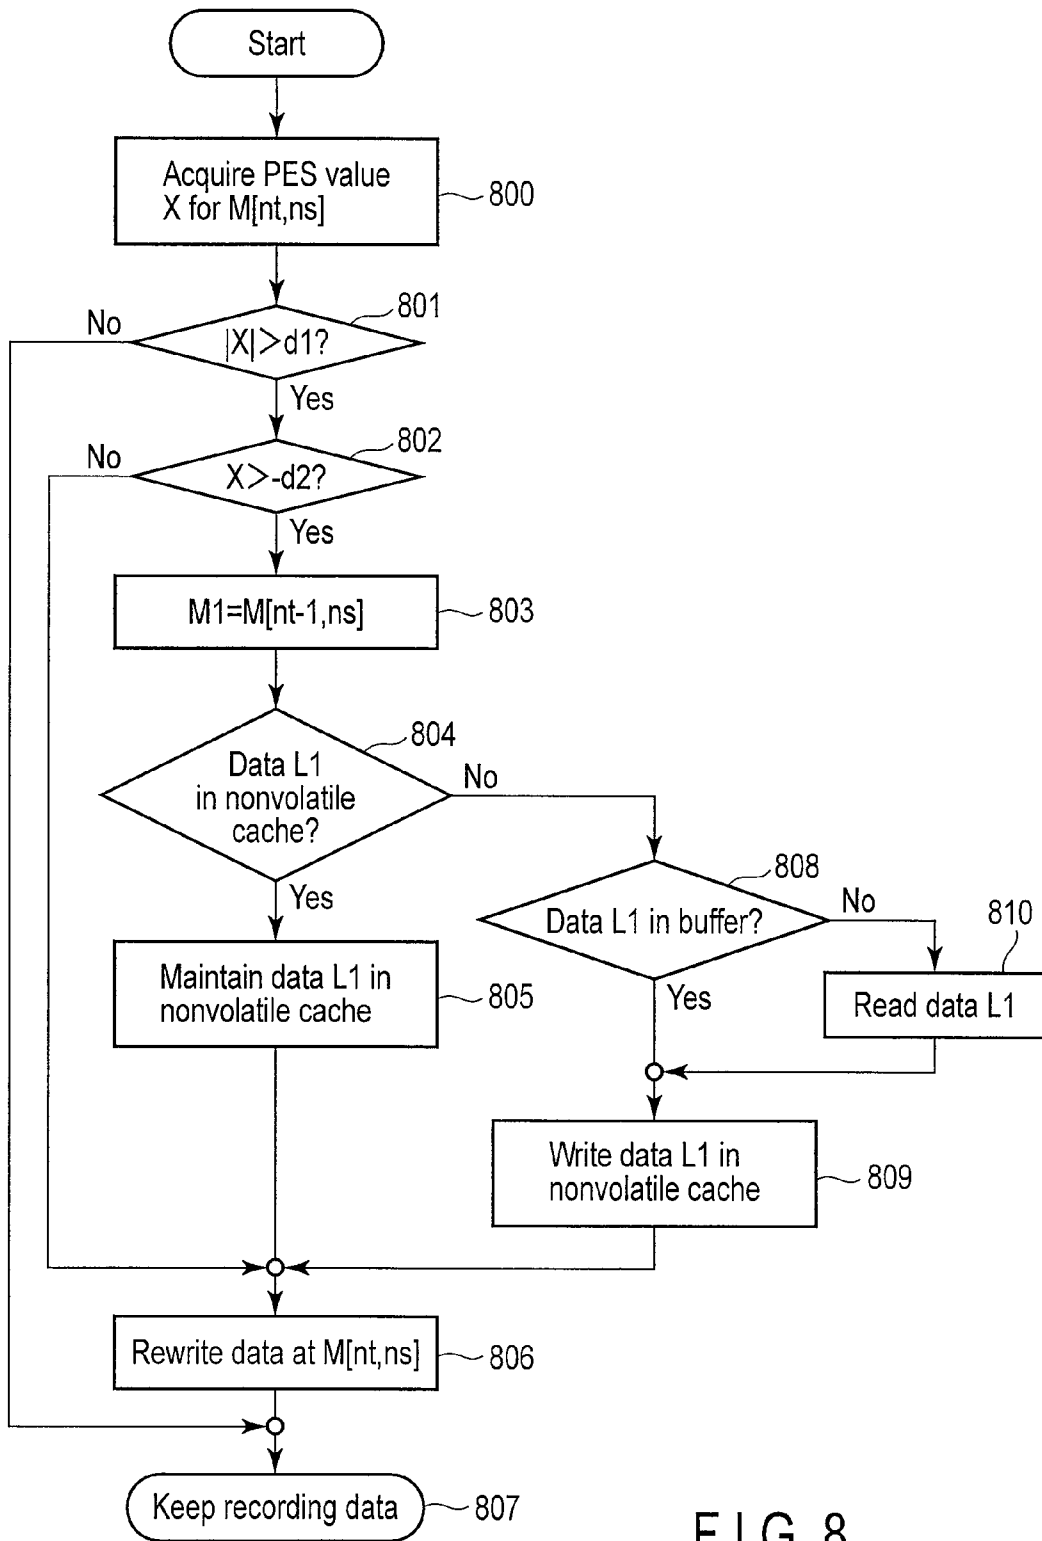 Start
Acquire PES value
X for M[nt,ns]
800
801
|X|>d1?
No
Yes
802
X>-d2?
No
Yes
M1=M[nt-1,ns]
803
804
Data L1
in nonvolatile
cache?
No
Yes
808
Data L1 in buffer?
No
Yes
810
Read data L1
Maintain data L1 in
nonvolatile cache
805
Write data L1 in
nonvolatile cache
809
Rewrite data at M[nt,ns]
806
Keep recording data
807
FIG. 8